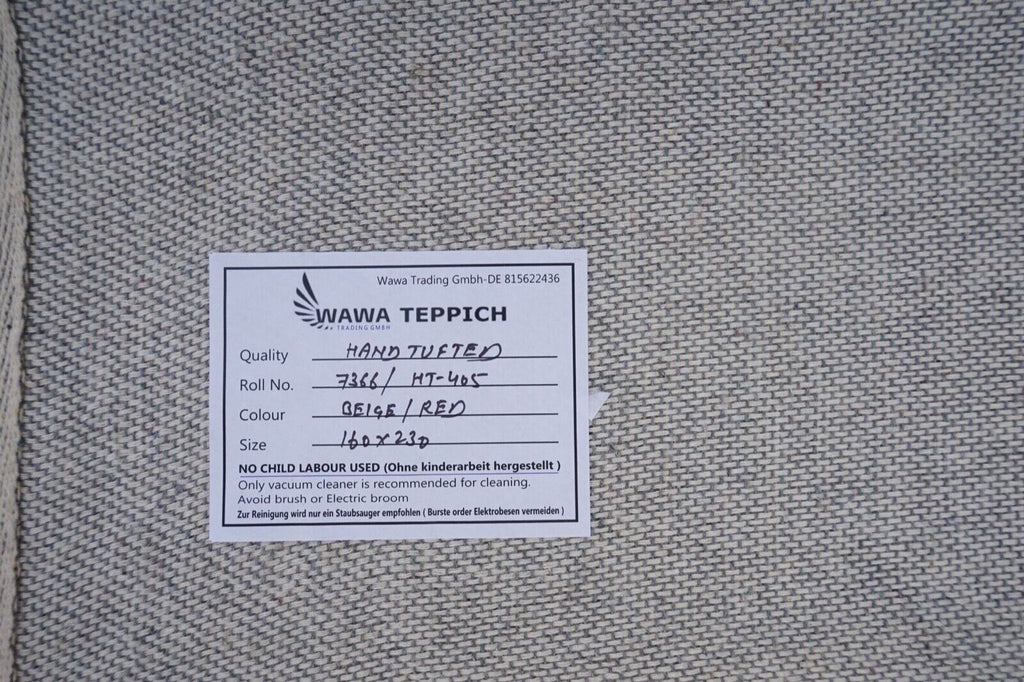 Wawa Trading Gmbh-DE 815622436
WAWA TEPPICH
TRADING GMBH
Quality HAND TUFTED
Roll No. 7366/ HT-405
Colour BEIGE/RED
Size 160x230
NO CHILD LABOUR USED (Ohne kinderarbeit hergestellt )
Only vacuum cleaner is recommended for cleaning.
Avoid brush or Electric broom
Zur Reinigung wird nur ein Staubsauger empfohlen ( Burste order Elektrobesen vermeiden )